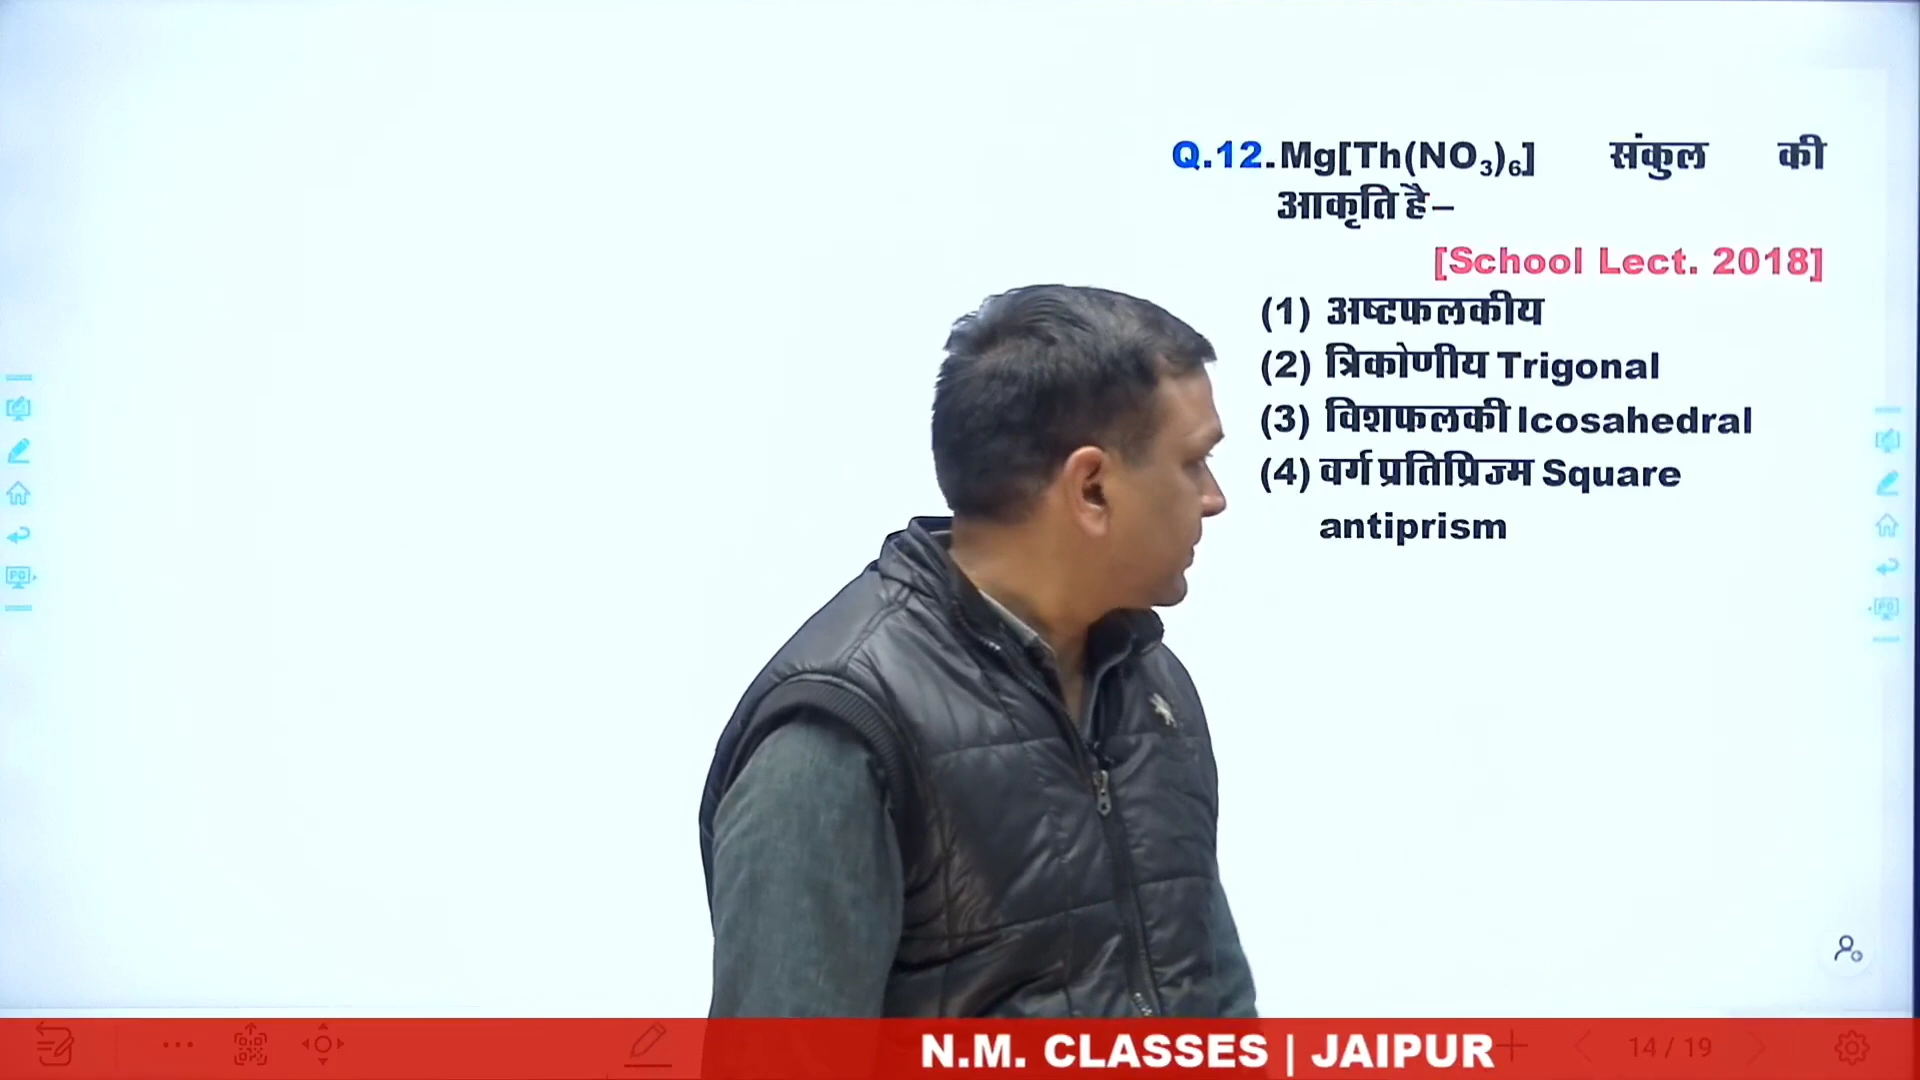 Q.12. Mg[Th(NO₃)₆] संकुल की
आकृति है–
[School Lect. 2018]
(1) अष्टफलकीय
(2) त्रिकोणीय Trigonal
(3) विशफलकी Icosahedral
(4) वर्ग प्रतिप्रिज्म Square
antiprism
N.M. CLASSES | JAIPUR
14 / 19